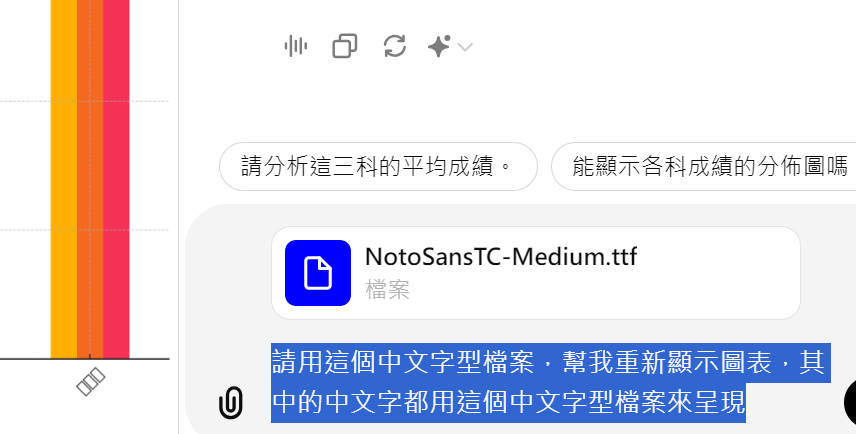 請分析這三科的平均成績。
能顯示各科成績的分佈圖嗎
NotoSansTC-Medium.ttf
檔案
請用這個中文字型檔案，幫我重新顯示圖表，其
中的中文字都用這個中文字型檔案來呈現